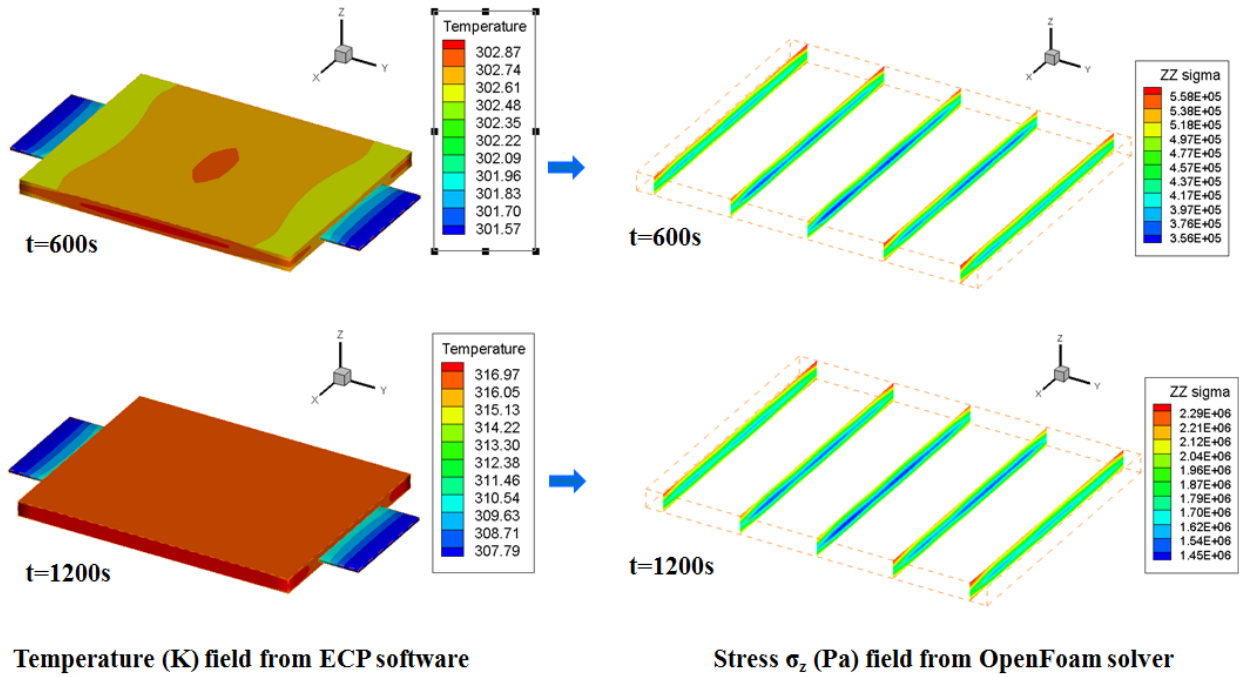 Z
X
Y
Temperature
302.87
302.74
302.61
302.48
302.35
302.22
302.09
301.96
301.83
301.70
301.57
t=600s
Z
X
Y
ZZ sigma
5.58E+05
5.38E+05
5.18E+05
4.97E+05
4.77E+05
4.57E+05
4.37E+05
4.17E+05
3.97E+05
3.76E+05
3.56E+05
t=600s
Z
X
Y
Temperature
316.97
316.05
315.13
314.22
313.30
312.38
311.46
310.54
309.63
308.71
307.79
t=1200s
Z
X
Y
ZZ sigma
2.29E+06
2.21E+06
2.12E+06
2.04E+06
1.96E+06
1.87E+06
1.79E+06
1.70E+06
1.62E+06
1.54E+06
1.45E+06
t=1200s
Temperature (K) field from ECP software
Stress σz (Pa) field from OpenFoam solver